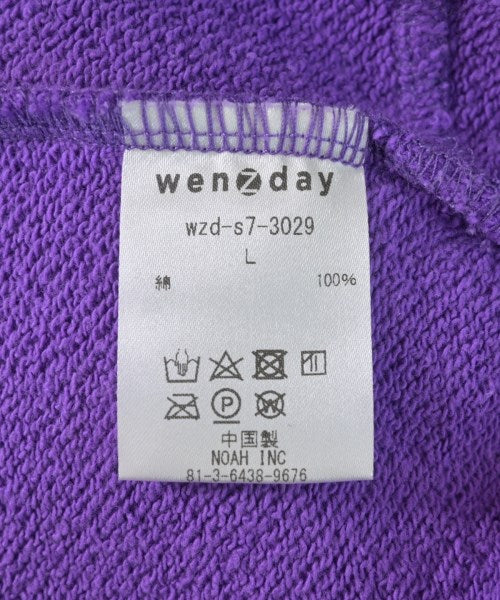 wenzday
wzd-s7-3029
L
綿 100%
P W
中国製
NOAH INC
81-3-6438-9676